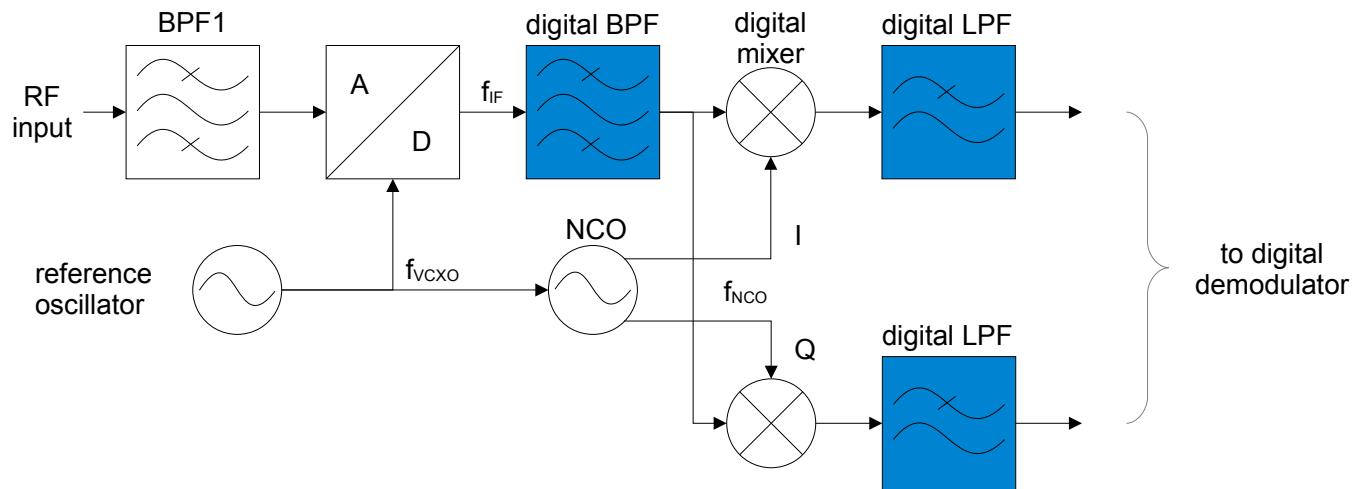 BPF1
digital BPF
digital
mixer
digital LPF
RF
input
A
D
fIF
NCO
I
reference
oscillator
fVCXO
fNCO
Q
digital LPF
to digital
demodulator